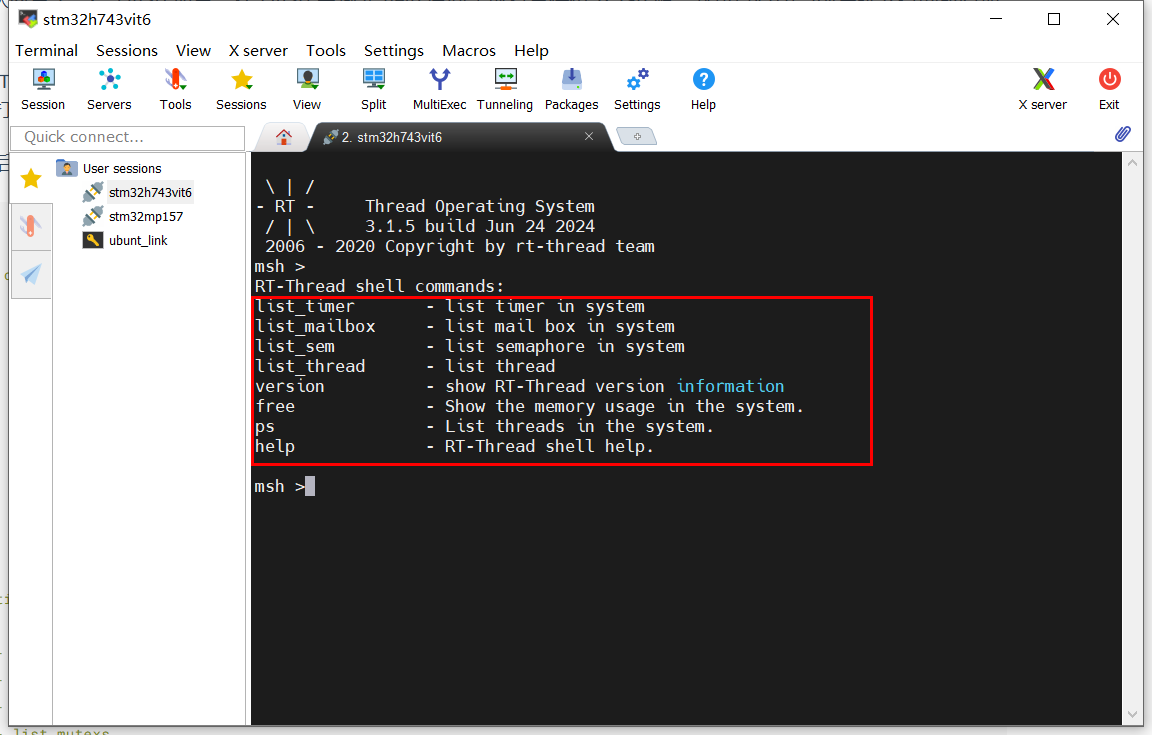 stm32h743vit6
Terminal Sessions View X server Tools Settings Macros Help
Session Servers Tools Sessions View Split MultiExec Tunneling Packages Settings Help X server Exit
Quick connect...
2. stm32h743vit6
User sessions
stm32h743vit6
stm32mp157
ubunt_link
\ | /
- RT -     Thread Operating System
/ | \     3.1.5 build Jun 24 2024
2006 - 2020 Copyright by rt-thread team
msh >
RT-Thread shell commands:
list_timer       - list timer in system
list_mailbox     - list mail box in system
list_sem         - list semaphore in system
list_thread      - list thread
version          - show RT-Thread version information
free             - Show the memory usage in the system.
ps               - List threads in the system.
help             - RT-Thread shell help.
msh >
list mutexs